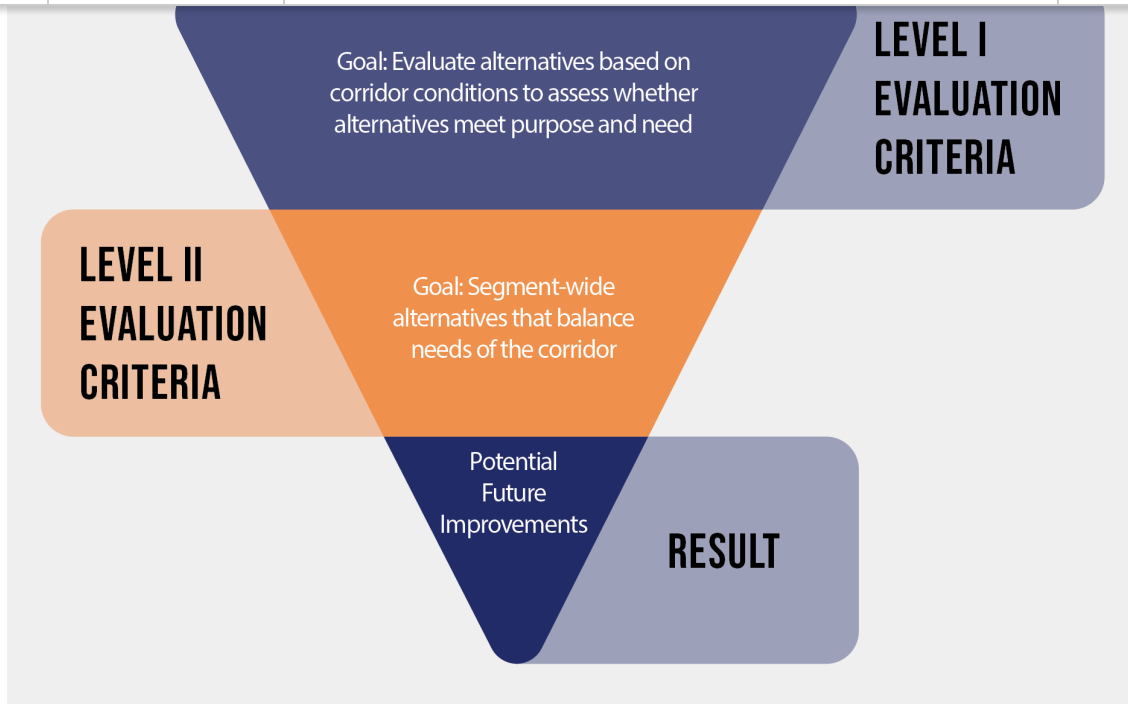 Goal: Evaluate alternatives based on
corridor conditions to assess whether
alternatives meet purpose and need
LEVEL I
EVALUATION
CRITERIA
LEVEL II
EVALUATION
CRITERIA
Goal: Segment-wide
alternatives that balance
needs of the corridor
Potential
Future
Improvements
RESULT